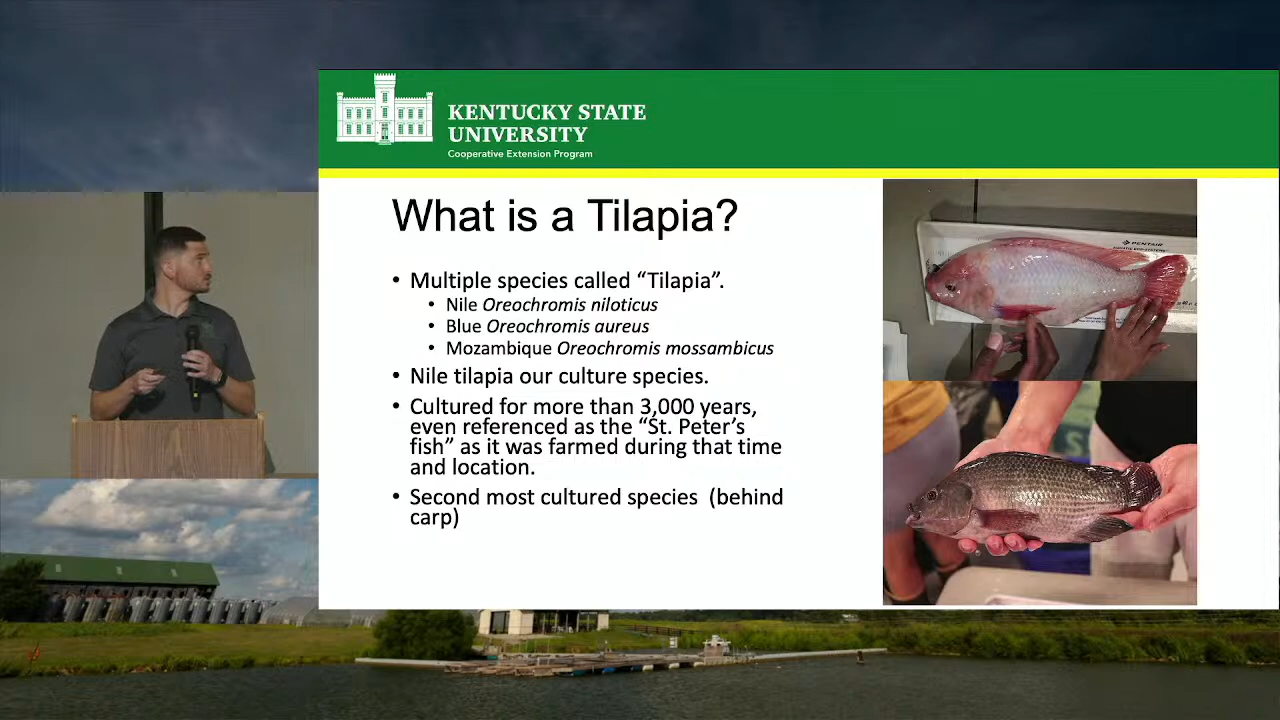 KENTUCKY STATE
UNIVERSITY
Cooperative Extension Program
What is a Tilapia?
• Multiple species called “Tilapia”.
• Nile Oreochromis niloticus
• Blue Oreochromis aureus
• Mozambique Oreochromis mossambicus
• Nile tilapia our culture species.
• Cultured for more than 3,000 years,
even referenced as the “St. Peter’s
fish” as it was farmed during that time
and location.
• Second most cultured species (behind
carp)
PENTAIR